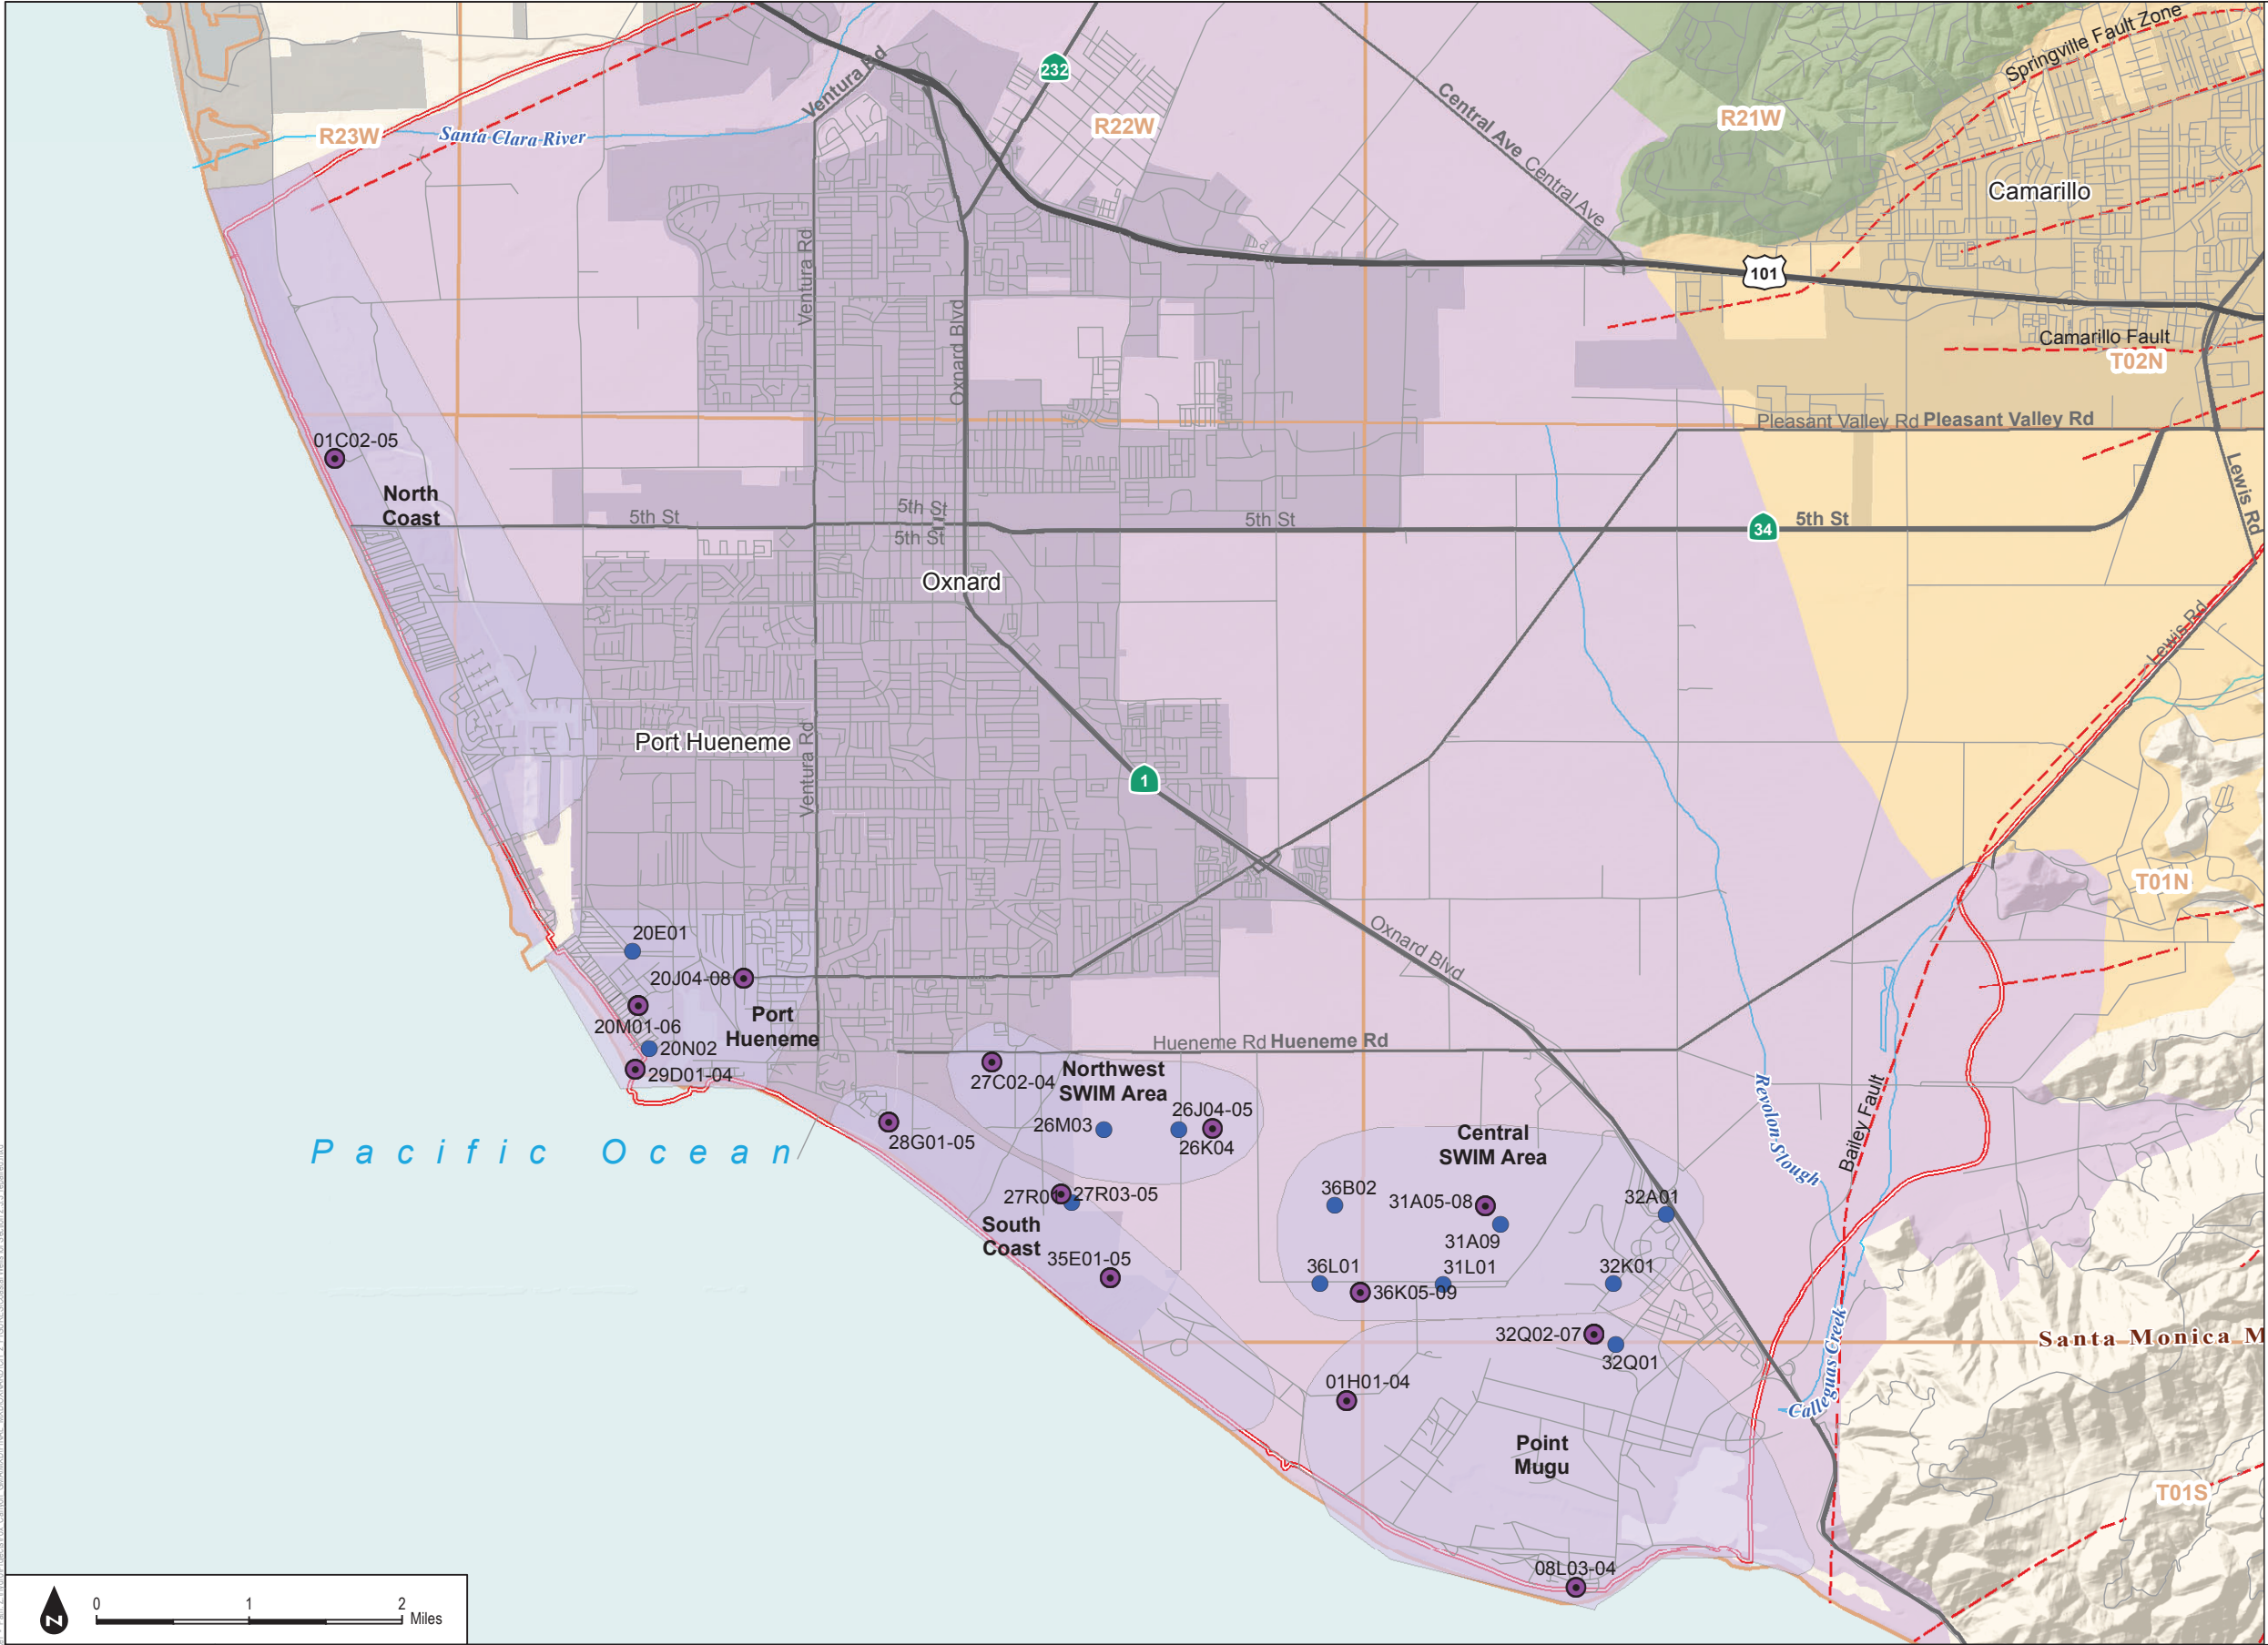 Springville Fault Zone
Ventura Rd
232
Central Ave
Central Ave
R22W
R21W
R23W
Santa Clara River
Camarillo
101
Ventura Rd
Oxnard Blvd
Camarillo Fault
T02N
Pleasant Valley Rd
Pleasant Valley Rd
01C02-05
North
Coast
5th St
5th St
5th St
5th St
34
5th St
Lewis Rd
Oxnard
Lewis Rd
Port Hueneme
Ventura Rd
1
T01N
20E01
Oxnard Blvd
20J04-08
20M01-06
Port
Hueneme
20N02
29D01-04
Hueneme Rd
Hueneme Rd
27C02-04
Northwest
SWIM Area
26M03
26J04-05
26K04
28G01-05
Pacific Ocean
Revolon Slough
Bailey Fault
Central
SWIM Area
27R01
27R03-05
South
Coast
35E01-05
36B02
31A05-08
31A09
32A01
36L01
31L01
36K05-09
32K01
32Q02-07
32Q01
01H01-04
Calleguas Creek
Santa Monica M
Point
Mugu
T01S
08L03-04
N
0
1
2
Miles